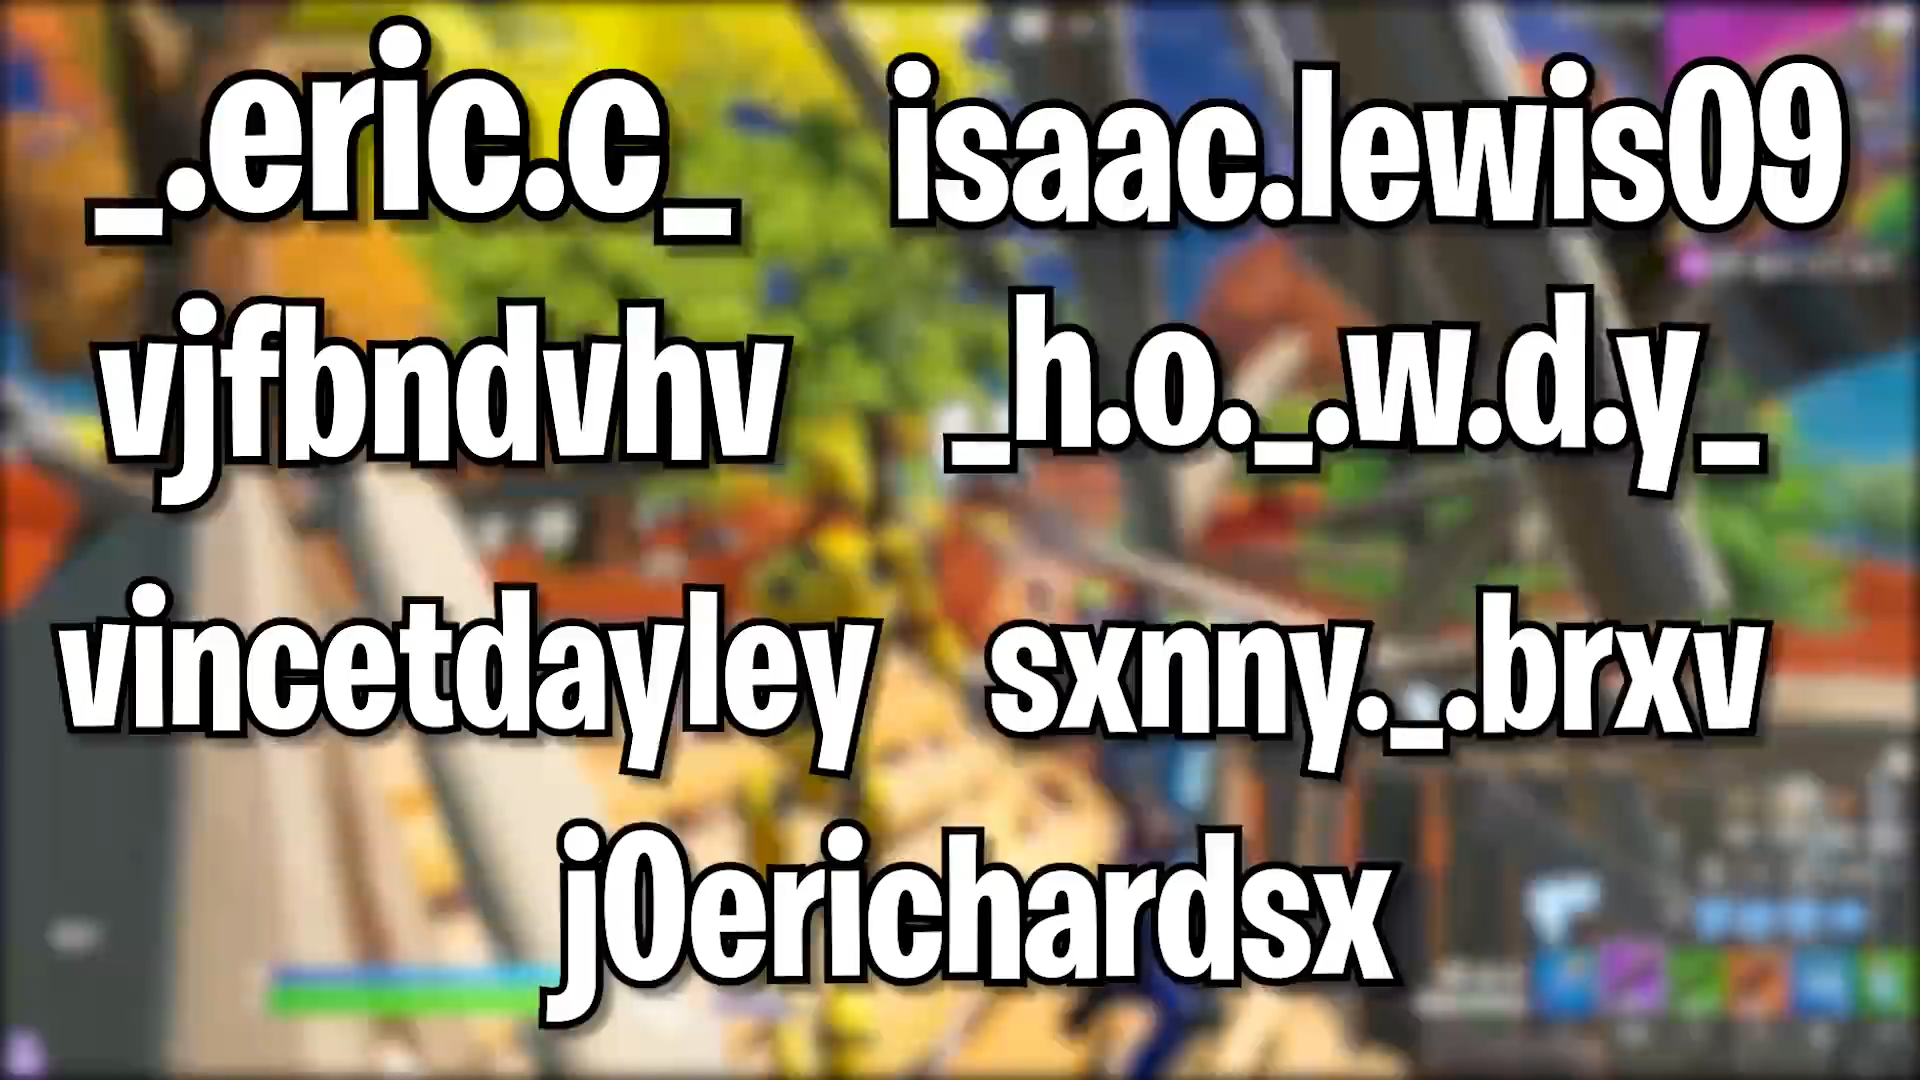 _.eric.c_ isaac.lewis09
vjfbndvhv _h.o._.w.d.y_
vincetdayley sxnny._.brxv
j0erichardsx